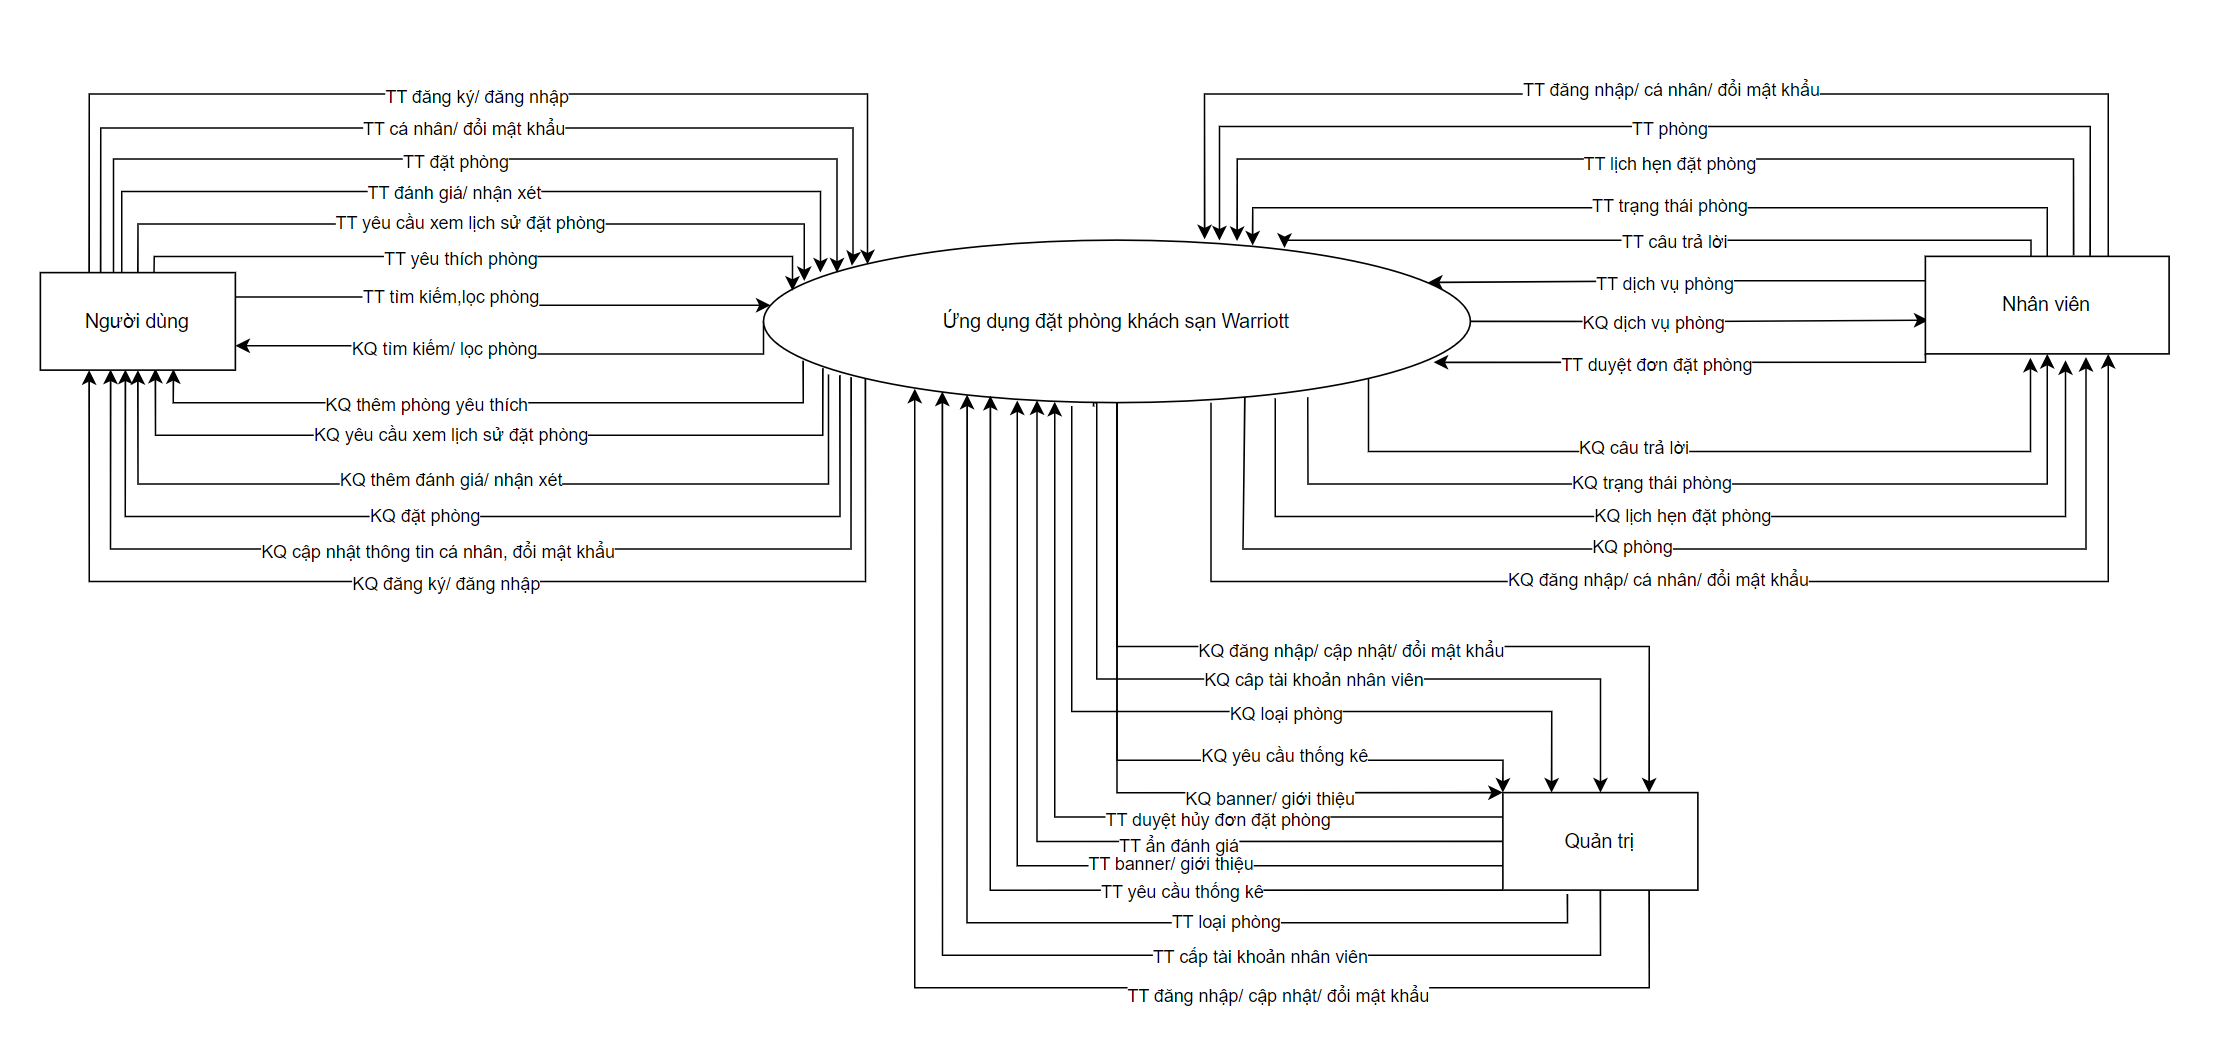 TT đăng ký/ đăng nhập
TT cá nhân/ đổi mật khẩu
TT đặt phòng
TT đánh giá/ nhận xét
TT yêu cầu xem lịch sử đặt phòng
TT yêu thích phòng
TT tìm kiếm,lọc phòng
Người dùng
KQ tìm kiếm/ lọc phòng
KQ thêm phòng yêu thích
KQ yêu cầu xem lịch sử đặt phòng
KQ thêm đánh giá/ nhận xét
KQ đặt phòng
KQ cập nhật thông tin cá nhân, đổi mật khẩu
KQ đăng ký/ đăng nhập
Ứng dụng đặt phòng khách sạn Warriott
TT đăng nhập/ cá nhân/ đổi mật khẩu
TT phòng
TT lịch hẹn đặt phòng
TT trạng thái phòng
TT câu trả lời
TT dịch vụ phòng
Nhân viên
KQ dịch vụ phòng
TT duyệt đơn đặt phòng
KQ câu trả lời
KQ trạng thái phòng
KQ lịch hẹn đặt phòng
KQ phòng
KQ đăng nhập/ cá nhân/ đổi mật khẩu
KQ đăng nhập/ cập nhật/ đổi mật khẩu
KQ câp tài khoản nhân viên
KQ loại phòng
KQ yêu cầu thống kê
KQ banner/ giới thiệu
TT duyệt hủy đơn đặt phòng
Quản trị
TT ẩn đánh giá
TT banner/ giới thiệu
TT yêu cầu thống kê
TT loại phòng
TT cấp tài khoản nhân viên
TT đăng nhập/ cập nhật/ đổi mật khẩu